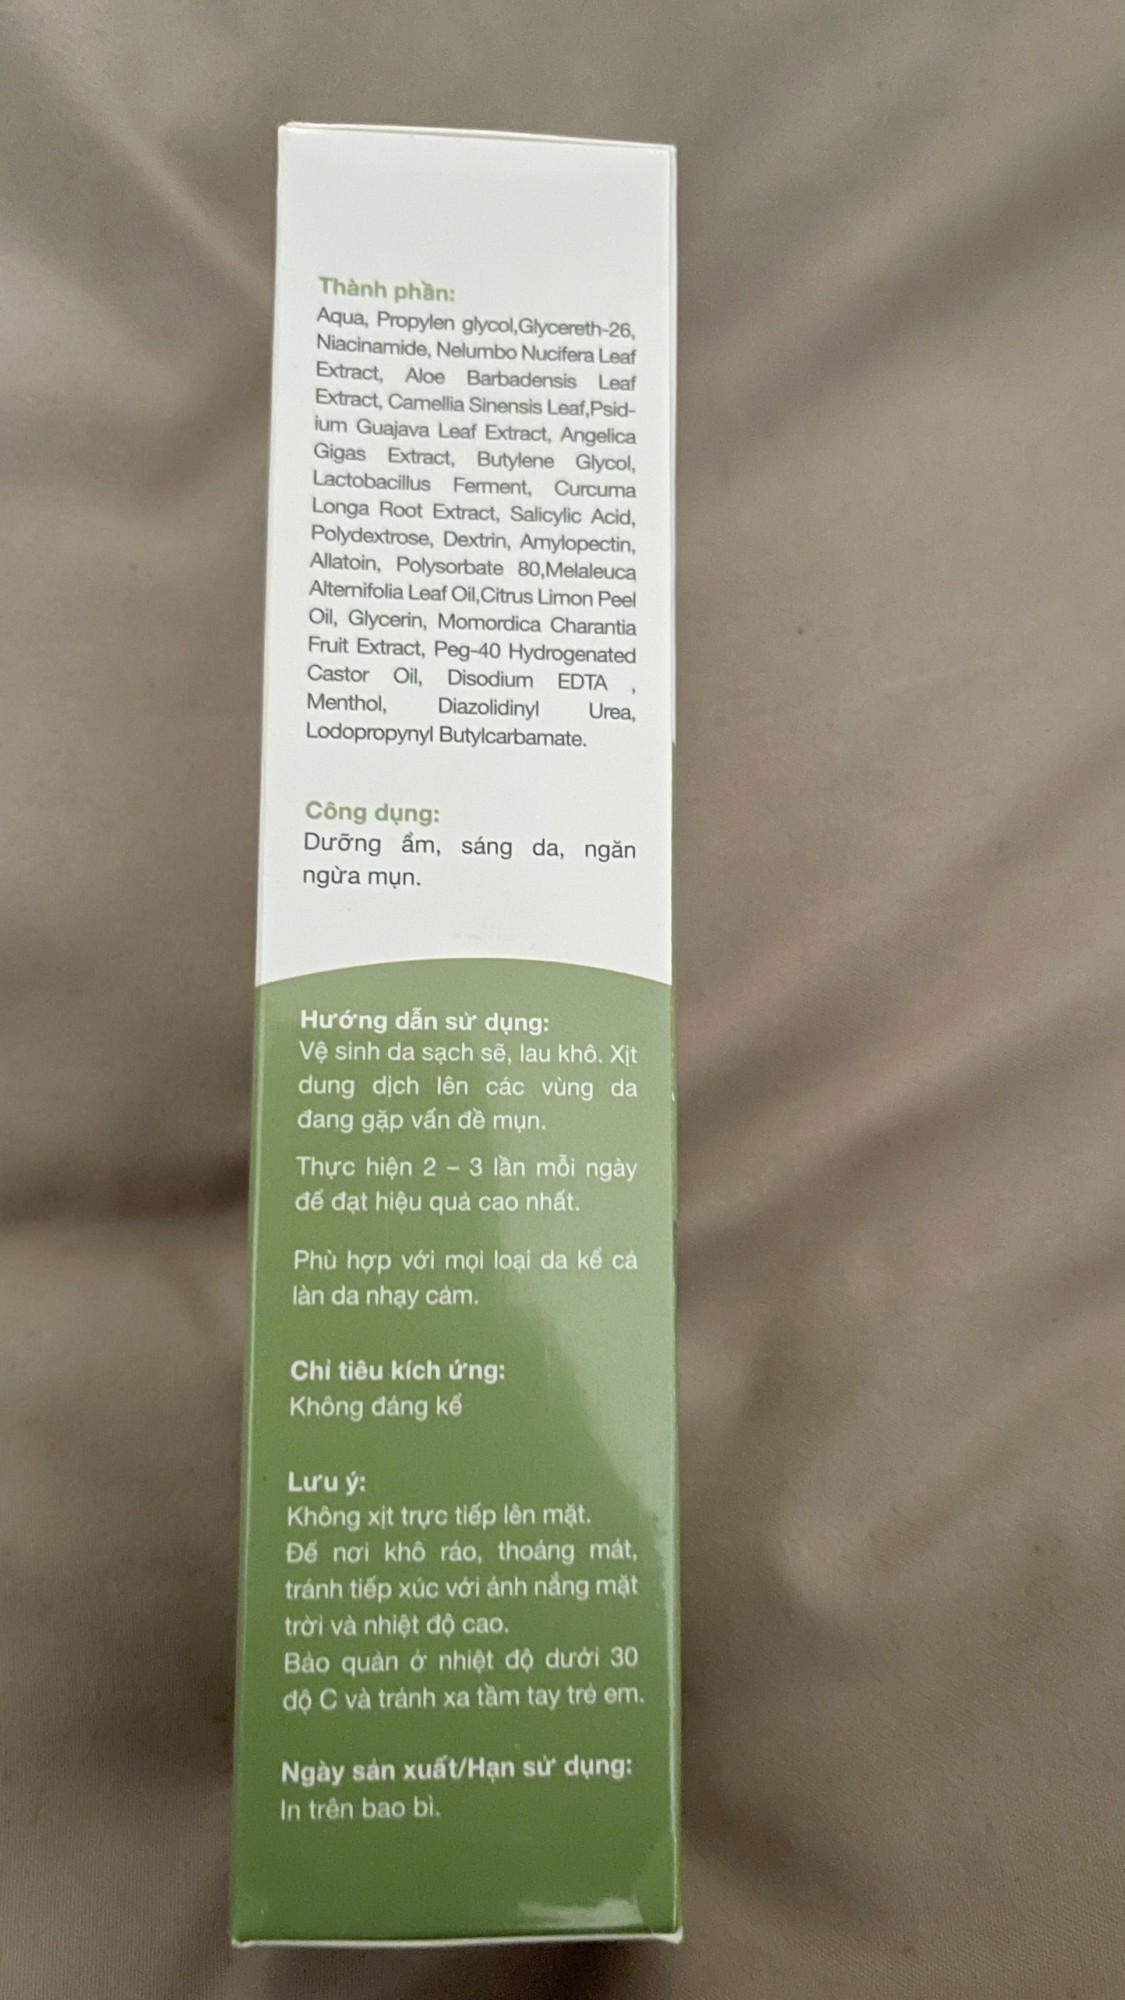 Thành phần:
Aqua, Propylen glycol,Glycereth-26,
Niacinamide, Nelumbo Nucifera Leaf
Extract, Aloe Barbadensis Leaf
Extract, Camellia Sinensis Leaf,Psid-
ium Guajava Leaf Extract, Angelica
Gigas Extract, Butylene Glycol,
Lactobacillus Ferment, Curcuma
Longa Root Extract, Salicylic Acid,
Polydextrose, Dextrin, Amylopectin,
Allatoin, Polysorbate 80,Melaleuca
Alternifolia Leaf Oil,Citrus Limon Peel
Oil, Glycerin, Momordica Charantia
Fruit Extract, Peg-40 Hydrogenated
Castor Oil, Disodium EDTA ,
Menthol, Diazolidinyl Urea,
Lodopropynyl Butylcarbamate.
Công dụng:
Dưỡng ẩm, sáng da, ngăn
ngừa mụn.
Hướng dẫn sử dụng:
Vệ sinh da sạch sẽ, lau khô. Xịt
dung dịch lên các vùng da
đang gặp vấn đề mụn.
Thực hiện 2 – 3 lần mỗi ngày
để đạt hiệu quả cao nhất.
Phù hợp với mọi loại da kể cả
làn da nhạy cảm.
Chỉ tiêu kích ứng:
Không đáng kể
Lưu ý:
Không xịt trực tiếp lên mặt.
Để nơi khô ráo, thoáng mát,
tránh tiếp xúc với ánh nắng mặt
trời và nhiệt độ cao.
Bảo quản ở nhiệt độ dưới 30
độ C và tránh xa tầm tay trẻ em.
Ngày sản xuất/Hạn sử dụng:
In trên bao bì.